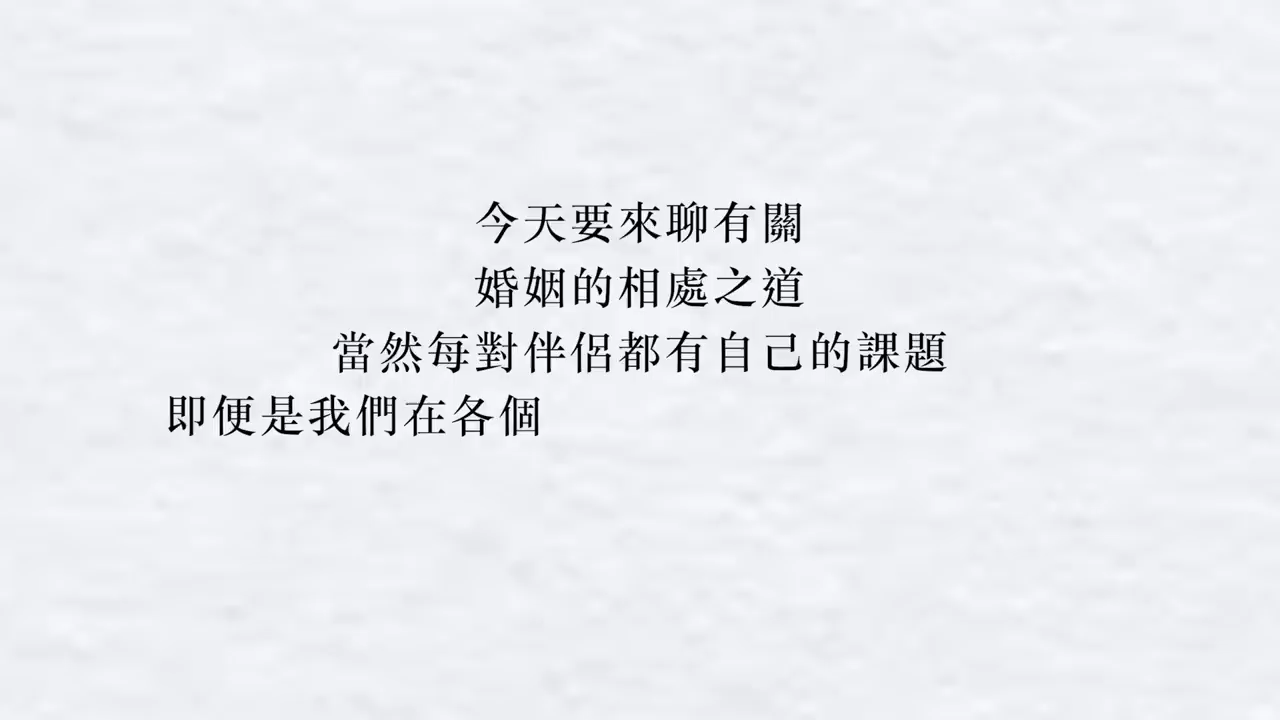 今天要來聊有關
婚姻的相處之道
當然每對伴侶都有自己的課題
即便是我們在各個